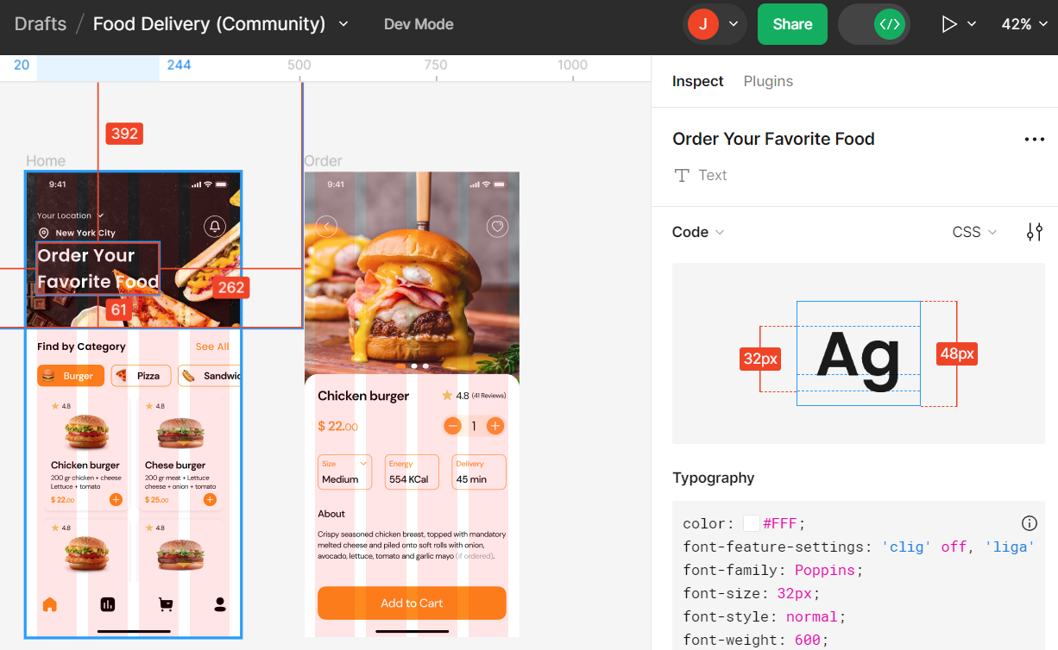 Drafts / Food Delivery (Community)
Dev Mode
J
Share
</>
42%
20
244
500
750
1000
Inspect
Plugins
392
Home
Order
9:41
Your Location
New York City
Order Your
Favorite Food
262
61
Find by Category
See All
Burger
Pizza
Sandwic
4.8
4.8
Chicken burger
200 gr chicken + cheese
Lettuce + tomato
$ 22.00
Chese burger
200 gr meat + Lettuce
cheese + onion + tomato
$ 25.00
4.8
4.8
9:41
Chicken burger
4.8 (41 Reviews)
$ 22.00
1
Size
Medium
Energy
554 KCal
Delivery
45 min
About
Crispy seasoned chicken breast, topped with mandatory
melted cheese and piled onto soft rolls with onion,
avocado, lettuce, tomato and garlic mayo (if ordered).
Add to Cart
Order Your Favorite Food
Text
Code
CSS
32px
Ag
48px
Typography
color: #FFF;
font-feature-settings: 'clig' off, 'liga'
font-family: Poppins;
font-size: 32px;
font-style: normal;
font-weight: 600;